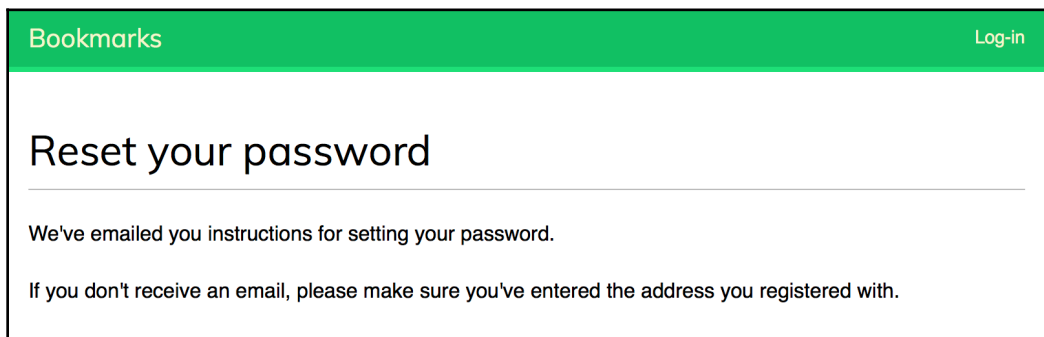 Bookmarks
Log-in
Reset your password
We've emailed you instructions for setting your password.
If you don't receive an email, please make sure you've entered the address you registered with.